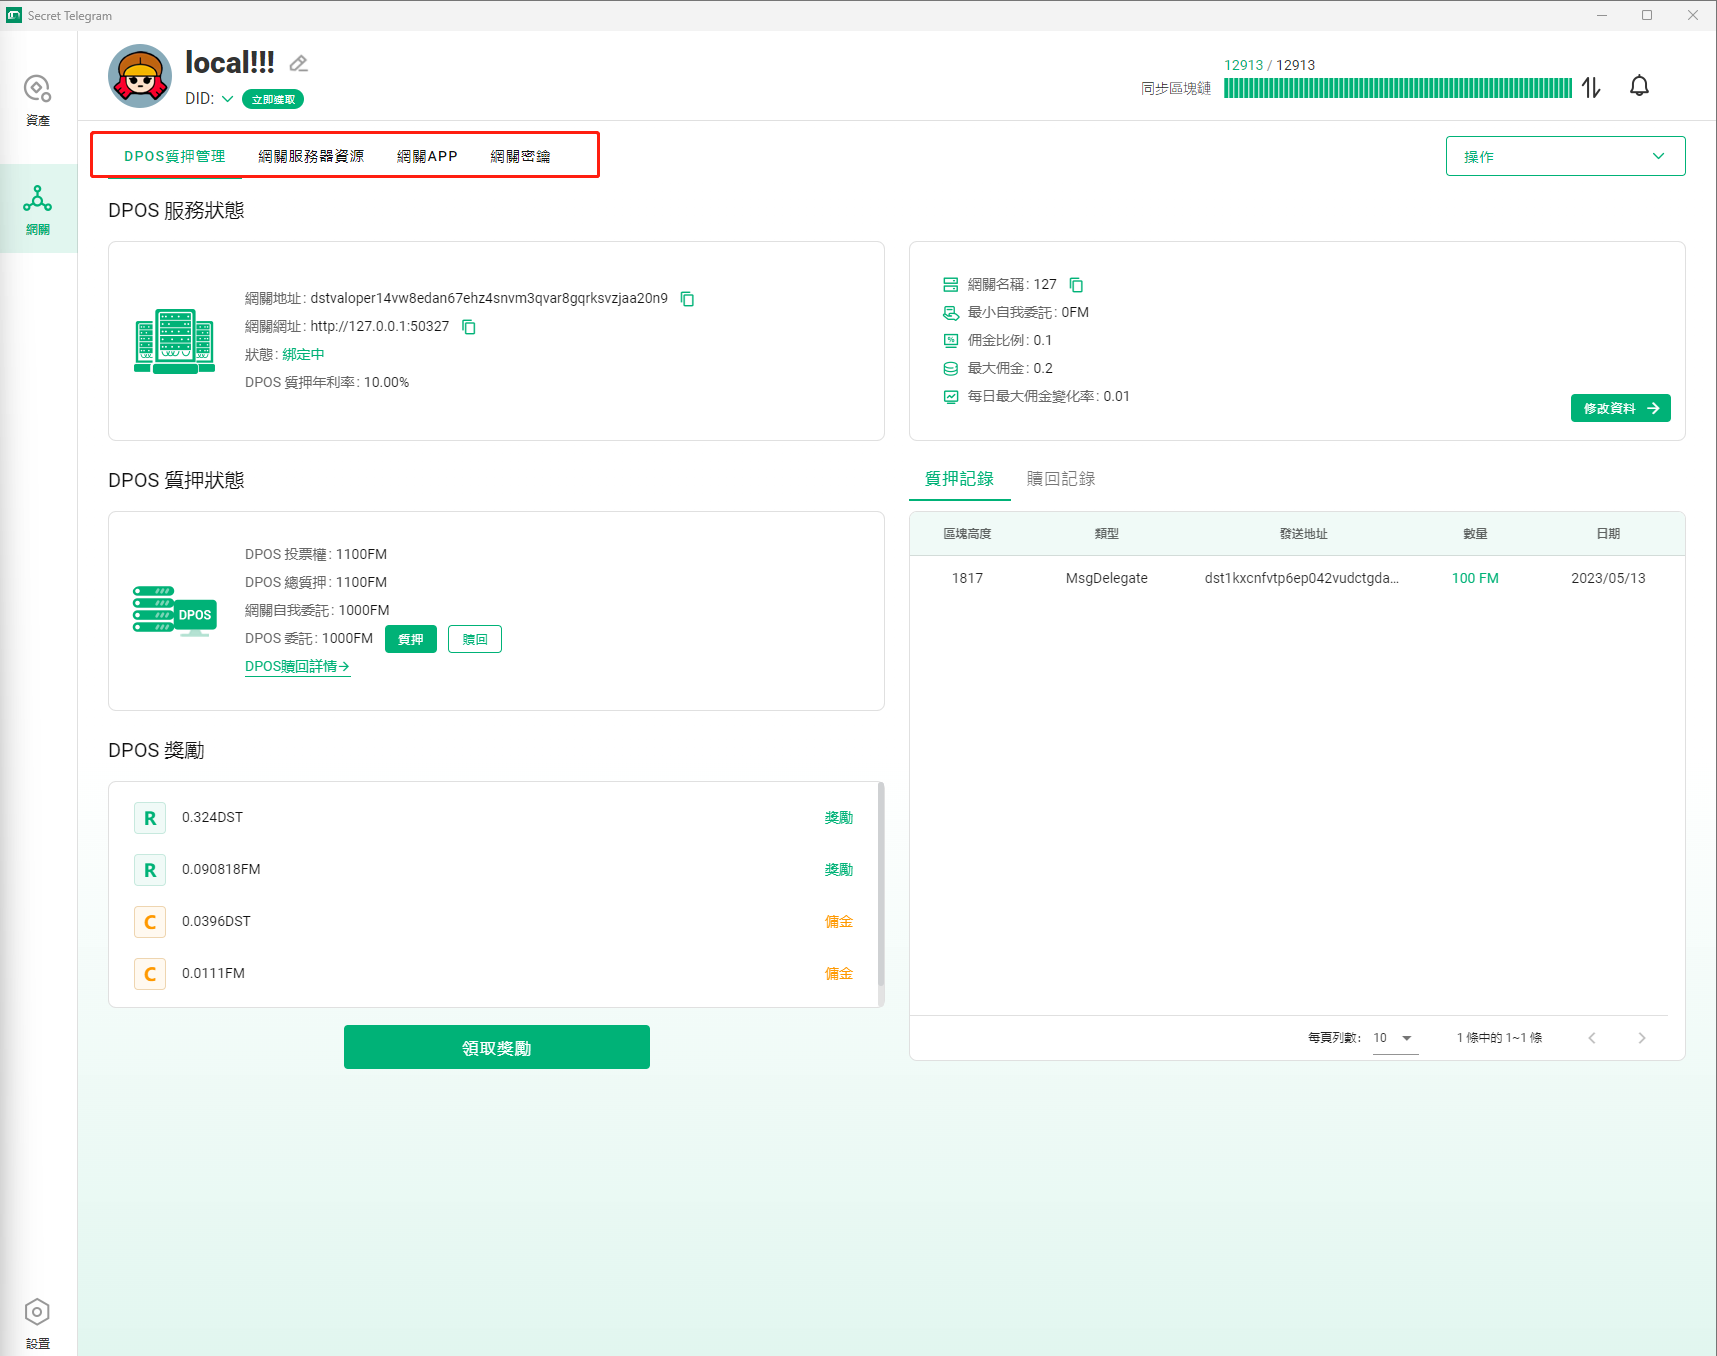 Secret Telegram
local!!!
DID: 立即獲取
12913 / 12913
同步區塊鏈
資產
網關
設置
DPOS質押管理 網關服務器資源 網關APP 網關密鑰
操作
DPOS 服務狀態
網關地址: dstvaloper14vw8edan67ehz4snvm3qvar8gqrksvzjaa20n9
網關網址: http://127.0.0.1:50327
狀態: 綁定中
DPOS 質押年利率: 10.00%
網關名稱: 127
最小自我委託: 0FM
佣金比例: 0.1
最大佣金: 0.2
每日最大佣金變化率: 0.01
修改資料
DPOS 質押狀態
DPOS
DPOS 投票權: 1100FM
DPOS 總質押: 1100FM
網關自我委託: 1000FM
DPOS 委託: 1000FM 質押 贖回
DPOS贖回詳情→
質押記錄 贖回記錄
區塊高度 類型 發送地址 數量 日期
1817 MsgDelegate dst1kxcnfvtp6ep042vudctgda... 100 FM 2023/05/13
每頁列數: 10 1 條中的 1~1 條
DPOS 獎勵
R 0.324DST 獎勵
R 0.090818FM 獎勵
C 0.0396DST 傭金
C 0.0111FM 傭金
領取獎勵